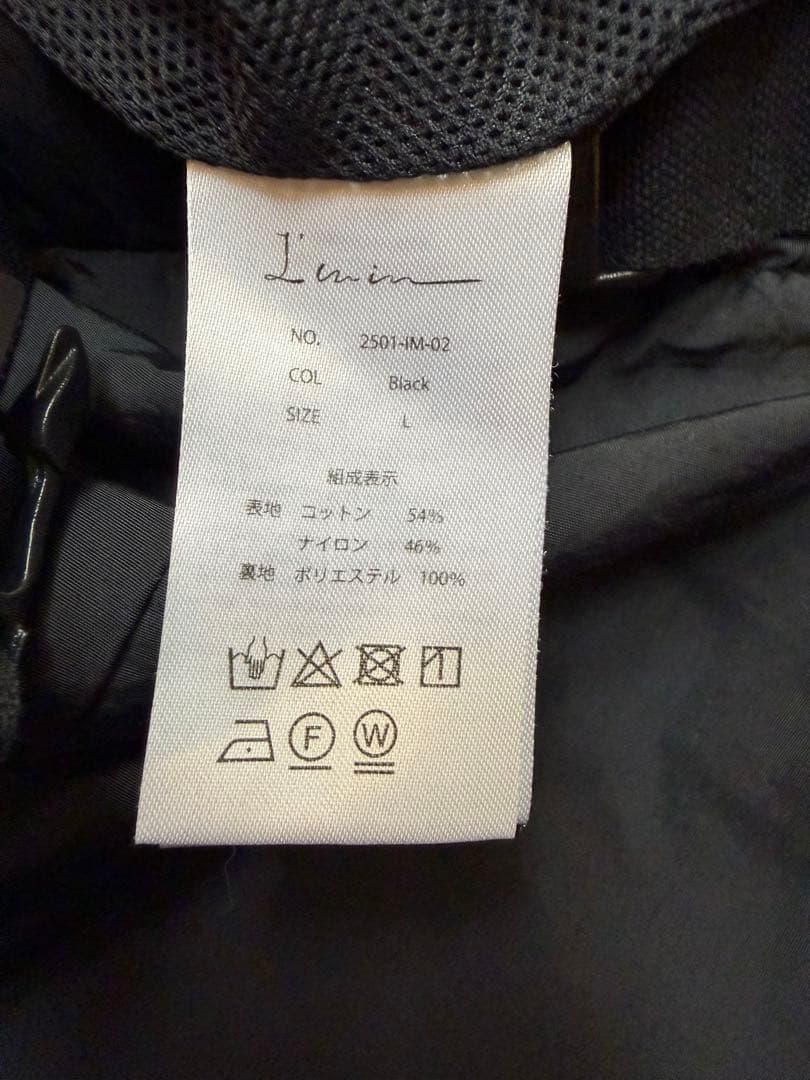 L'imim
NO. 2501-IM-02
COL Black
SIZE L
組成表示
表地 コットン 54%
ナイロン 46%
裏地 ポリエステル 100%
F W